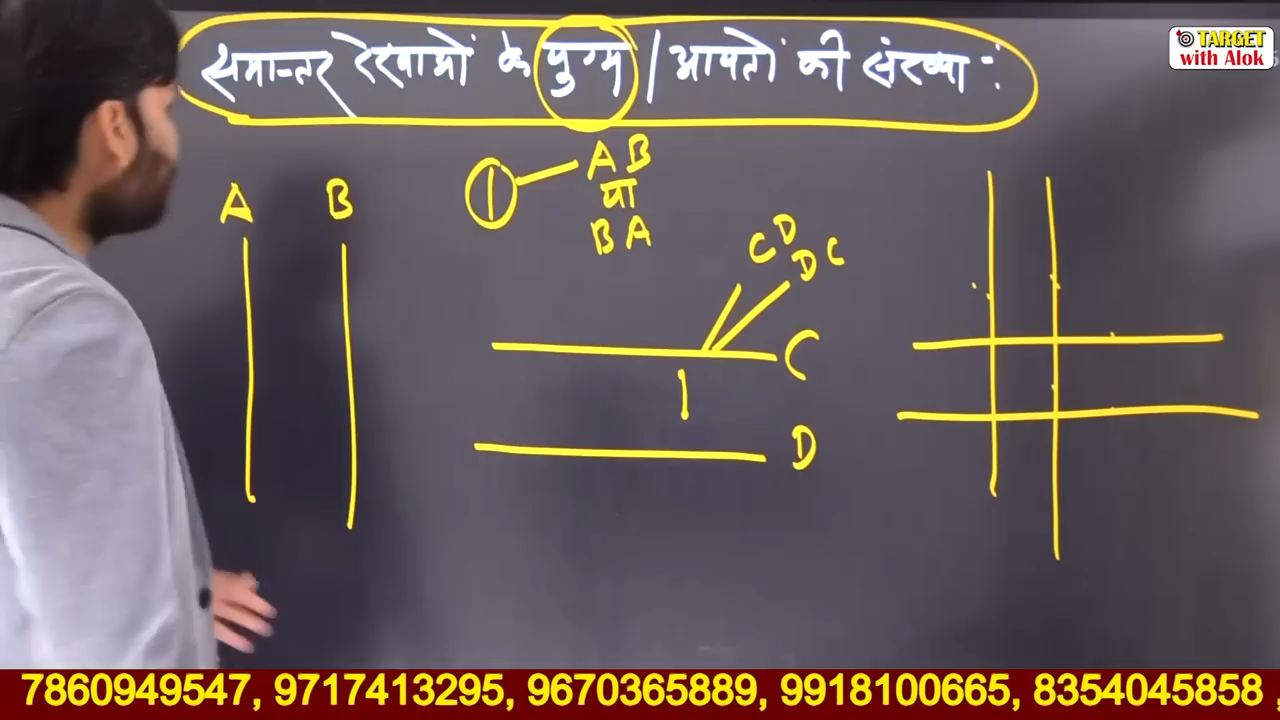 समान्तर रेखाओं के युग्म / आयतों की संख्या :
TARGET
with Alok
① AB
या
BA
A B
CD
DC
C
1
D
7860949547, 9717413295, 9670365889, 9918100665, 8354045858